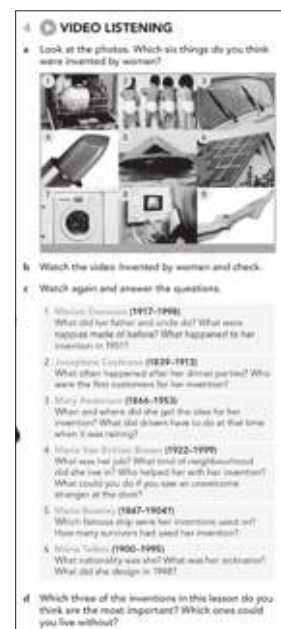 4 VIDEO LISTENING
a Look at the photos. Which six things do you think
were invented by women?
1 2 3
4 5 6
7 8 9
b Watch the video Invented by women and check.
c Watch again and answer the questions.
1 Marion Donovan (1917–1998)
What did her father and uncle do? What were
nappies made of before? What happened to her
invention in 1951?
2 Josephine Cochrane (1839–1913)
What often happened after her dinner parties? Who
were the first customers for her invention?
3 Mary Anderson (1866–1953)
When and where did she get the idea for her
invention? What did drivers have to do at that time
when it was raining?
4 Marie Van Brittan Brown (1922–1999)
What was her job? What kind of neighbourhood
did she live in? Who helped her with her invention?
What could you do if you saw an unwelcome
stranger at the door?
5 Maria Beasley (1847–1904?)
Which famous ship were her inventions used on?
How many survivors had used her invention?
6 Mária Telkes (1900–1995)
What nationality was she? What was her nickname?
What did she design in 1948?
d Which three of the inventions in this lesson do you
think are the most important? Which ones could
you live without?